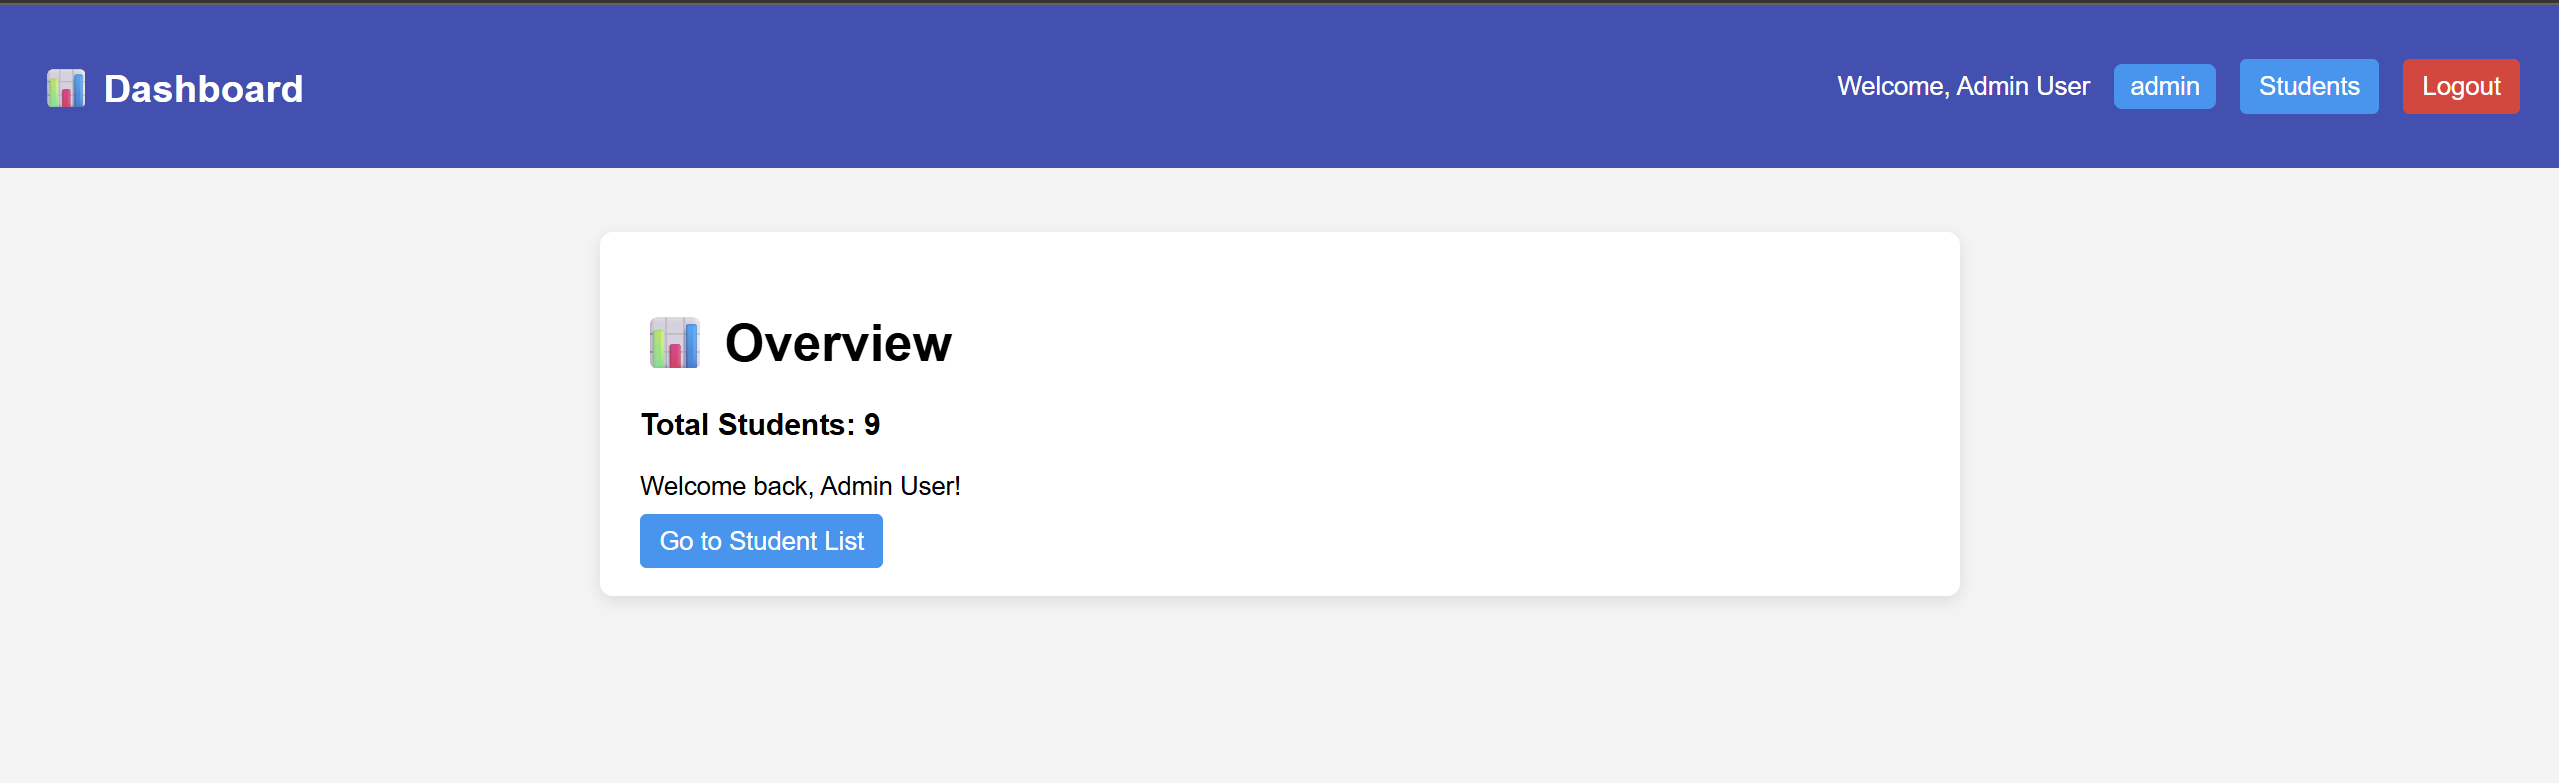 Dashboard
Welcome, Admin User admin Students Logout
Overview
Total Students: 9
Welcome back, Admin User!
Go to Student List